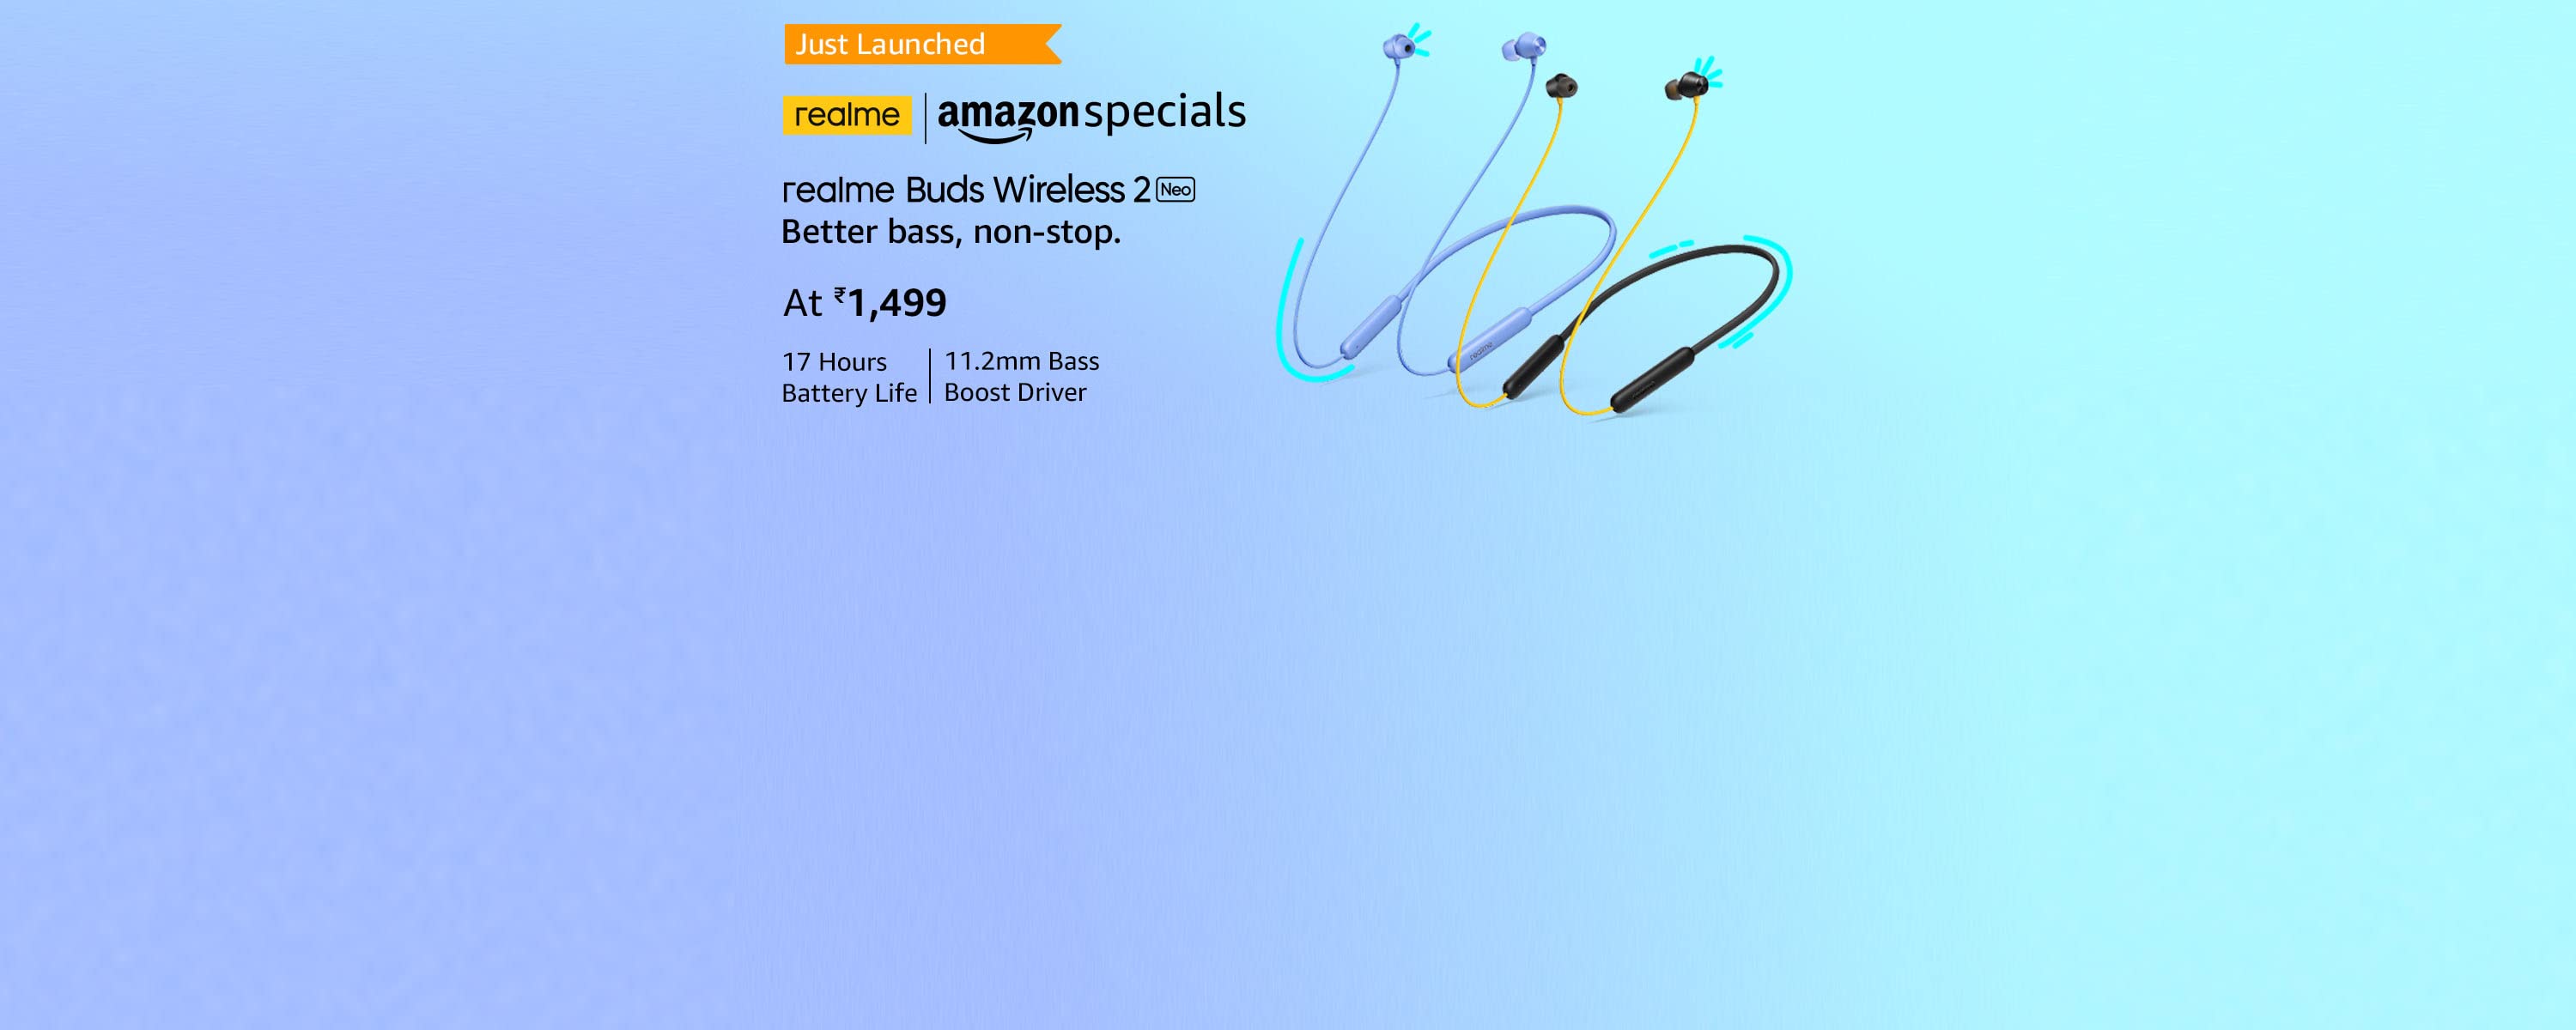 Just Launched
realme | amazonspecials
realme Buds Wireless 2 Neo
Better bass, non-stop.
At ₹1,499
17 Hours
Battery Life
11.2mm Bass
Boost Driver
realme